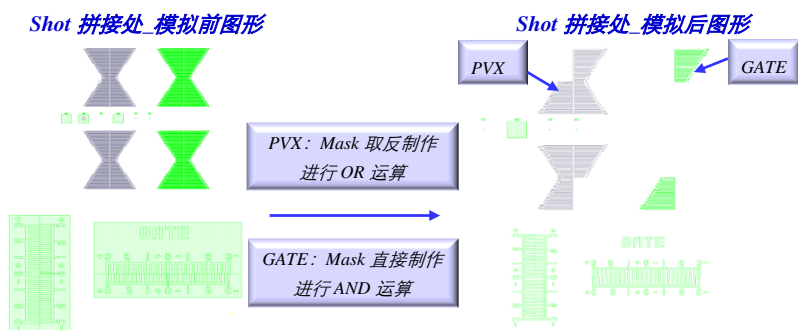 Shot 拼接处_模拟前图形
Shot 拼接处_模拟后图形
PVX
GATE
PVX：Mask 取反制作
进行 OR 运算
GATE：Mask 直接制作
进行 AND 运算
GATE
GATE